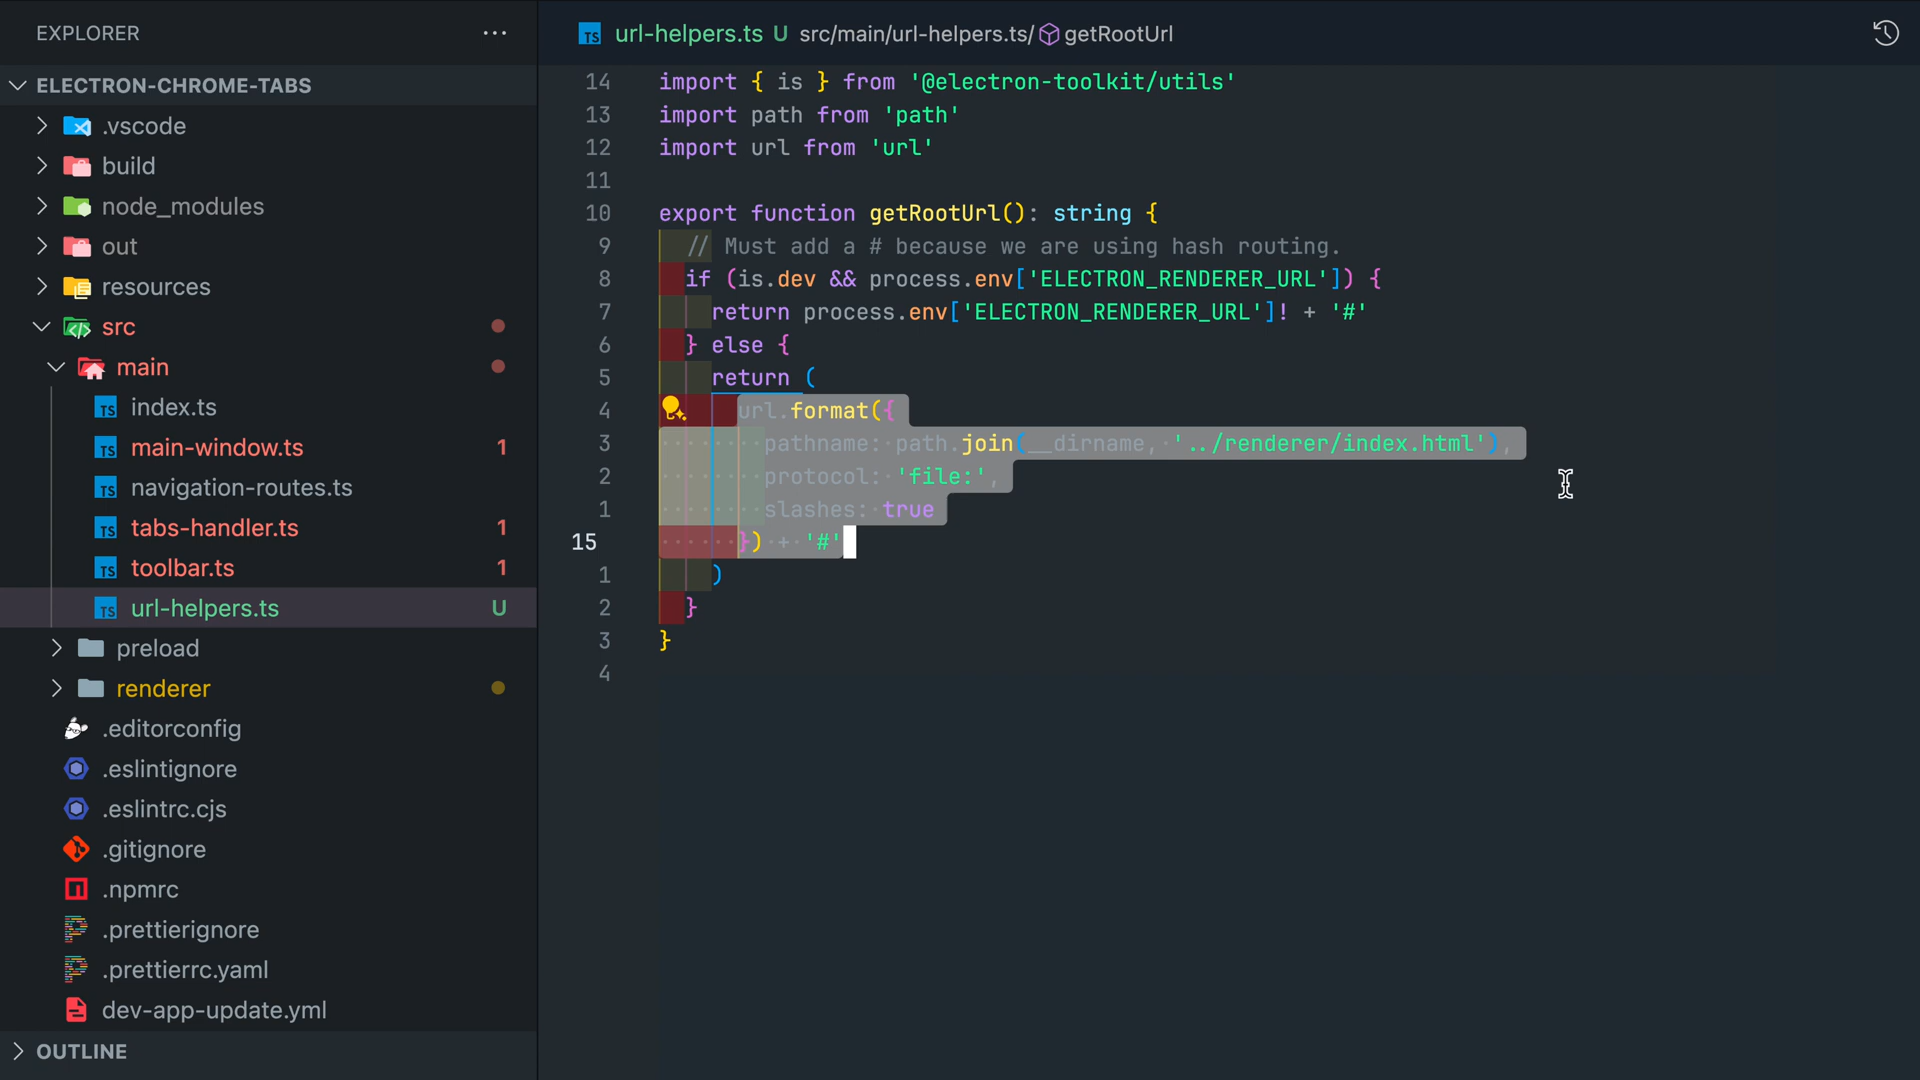 EXPLORER
ELECTRON-CHROME-TABS
.vscode
build
node_modules
out
resources
src
main
index.ts
main-window.ts 1
navigation-routes.ts
tabs-handler.ts 1
toolbar.ts 1
url-helpers.ts U
preload
renderer
.editorconfig
.eslintignore
.eslintrc.cjs
.gitignore
.npmrc
.prettierignore
.prettierrc.yaml
dev-app-update.yml
OUTLINE
TS url-helpers.ts U src/main/url-helpers.ts/ getRootUrl
14 import { is } from '@electron-toolkit/utils'
13 import path from 'path'
12 import url from 'url'
11
10 export function getRootUrl(): string {
9 // Must add a # because we are using hash routing.
8 if (is.dev && process.env['ELECTRON_RENDERER_URL']) {
7 return process.env['ELECTRON_RENDERER_URL']! + '#'
6 } else {
5 return (
4 url.format({
3 pathname: path.join(__dirname, '../renderer/index.html'),
2 protocol: 'file:',
1 slashes: true
15 }) + '#'
1 )
2 }
3 }
4